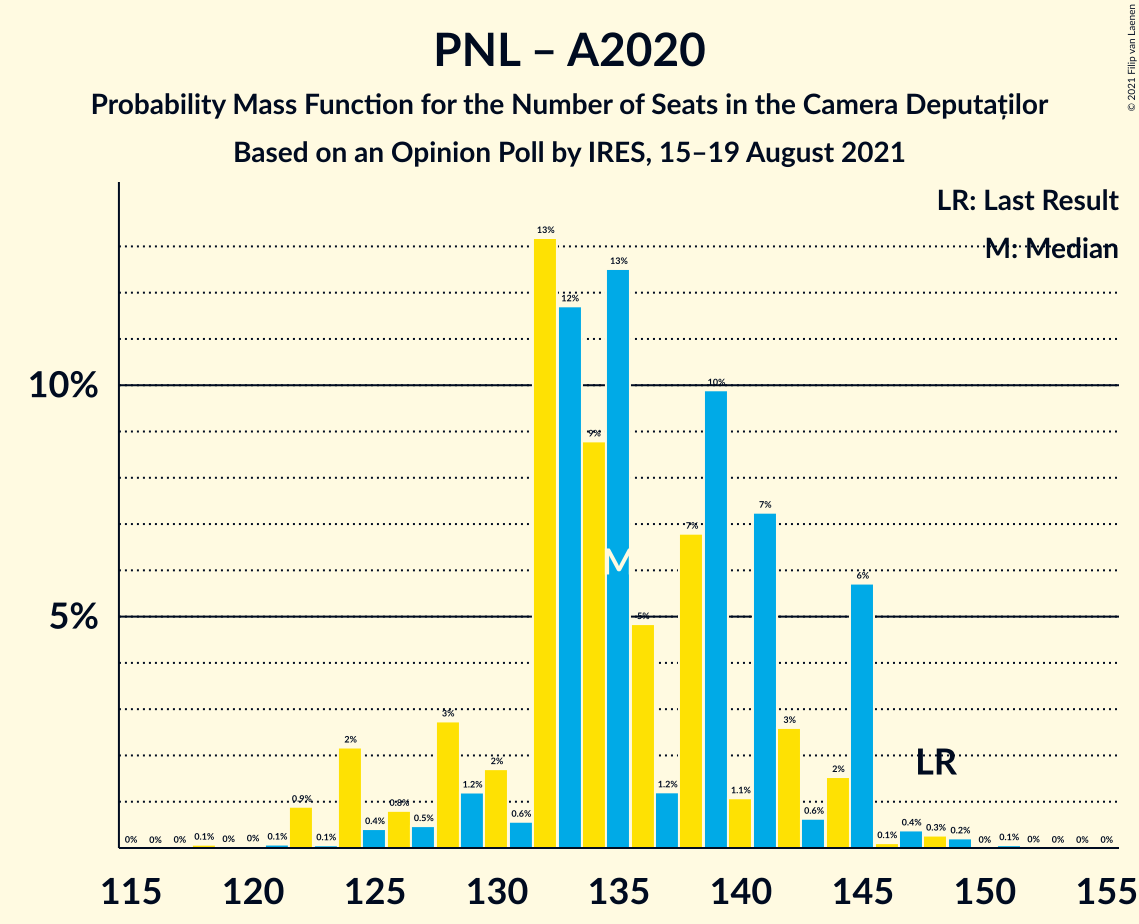 PNL – A2020
Probability Mass Function for the Number of Seats in the Camera Deputaților
Based on an Opinion Poll by IRES, 15–19 August 2021
© 2021 Filip van Laenen
LR: Last Result
M: Median
10%
5%
0% 0% 0% 0.1% 0% 0% 0.1% 0.9% 0.1% 2% 0.4% 0.8% 0.5% 3% 1.2% 2% 0.6% 13% 12% 9% 13% 5% 1.2% 7% 10% 1.1% 7% 3% 0.6% 2% 6% 0.1% 0.4% 0.3% 0.2% 0% 0.1% 0% 0% 0% 0%
M
LR
115 120 125 130 135 140 145 150 155